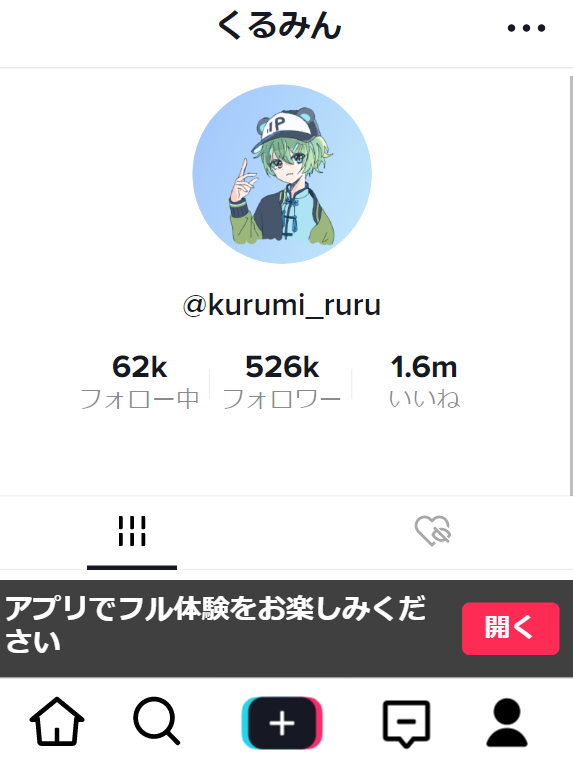 くるみん
IP
@kurumi_ruru
62k 526k 1.6m
フォロー中 フォロワー いいね
アプリでフル体験をお楽しみくだ
さい
開く